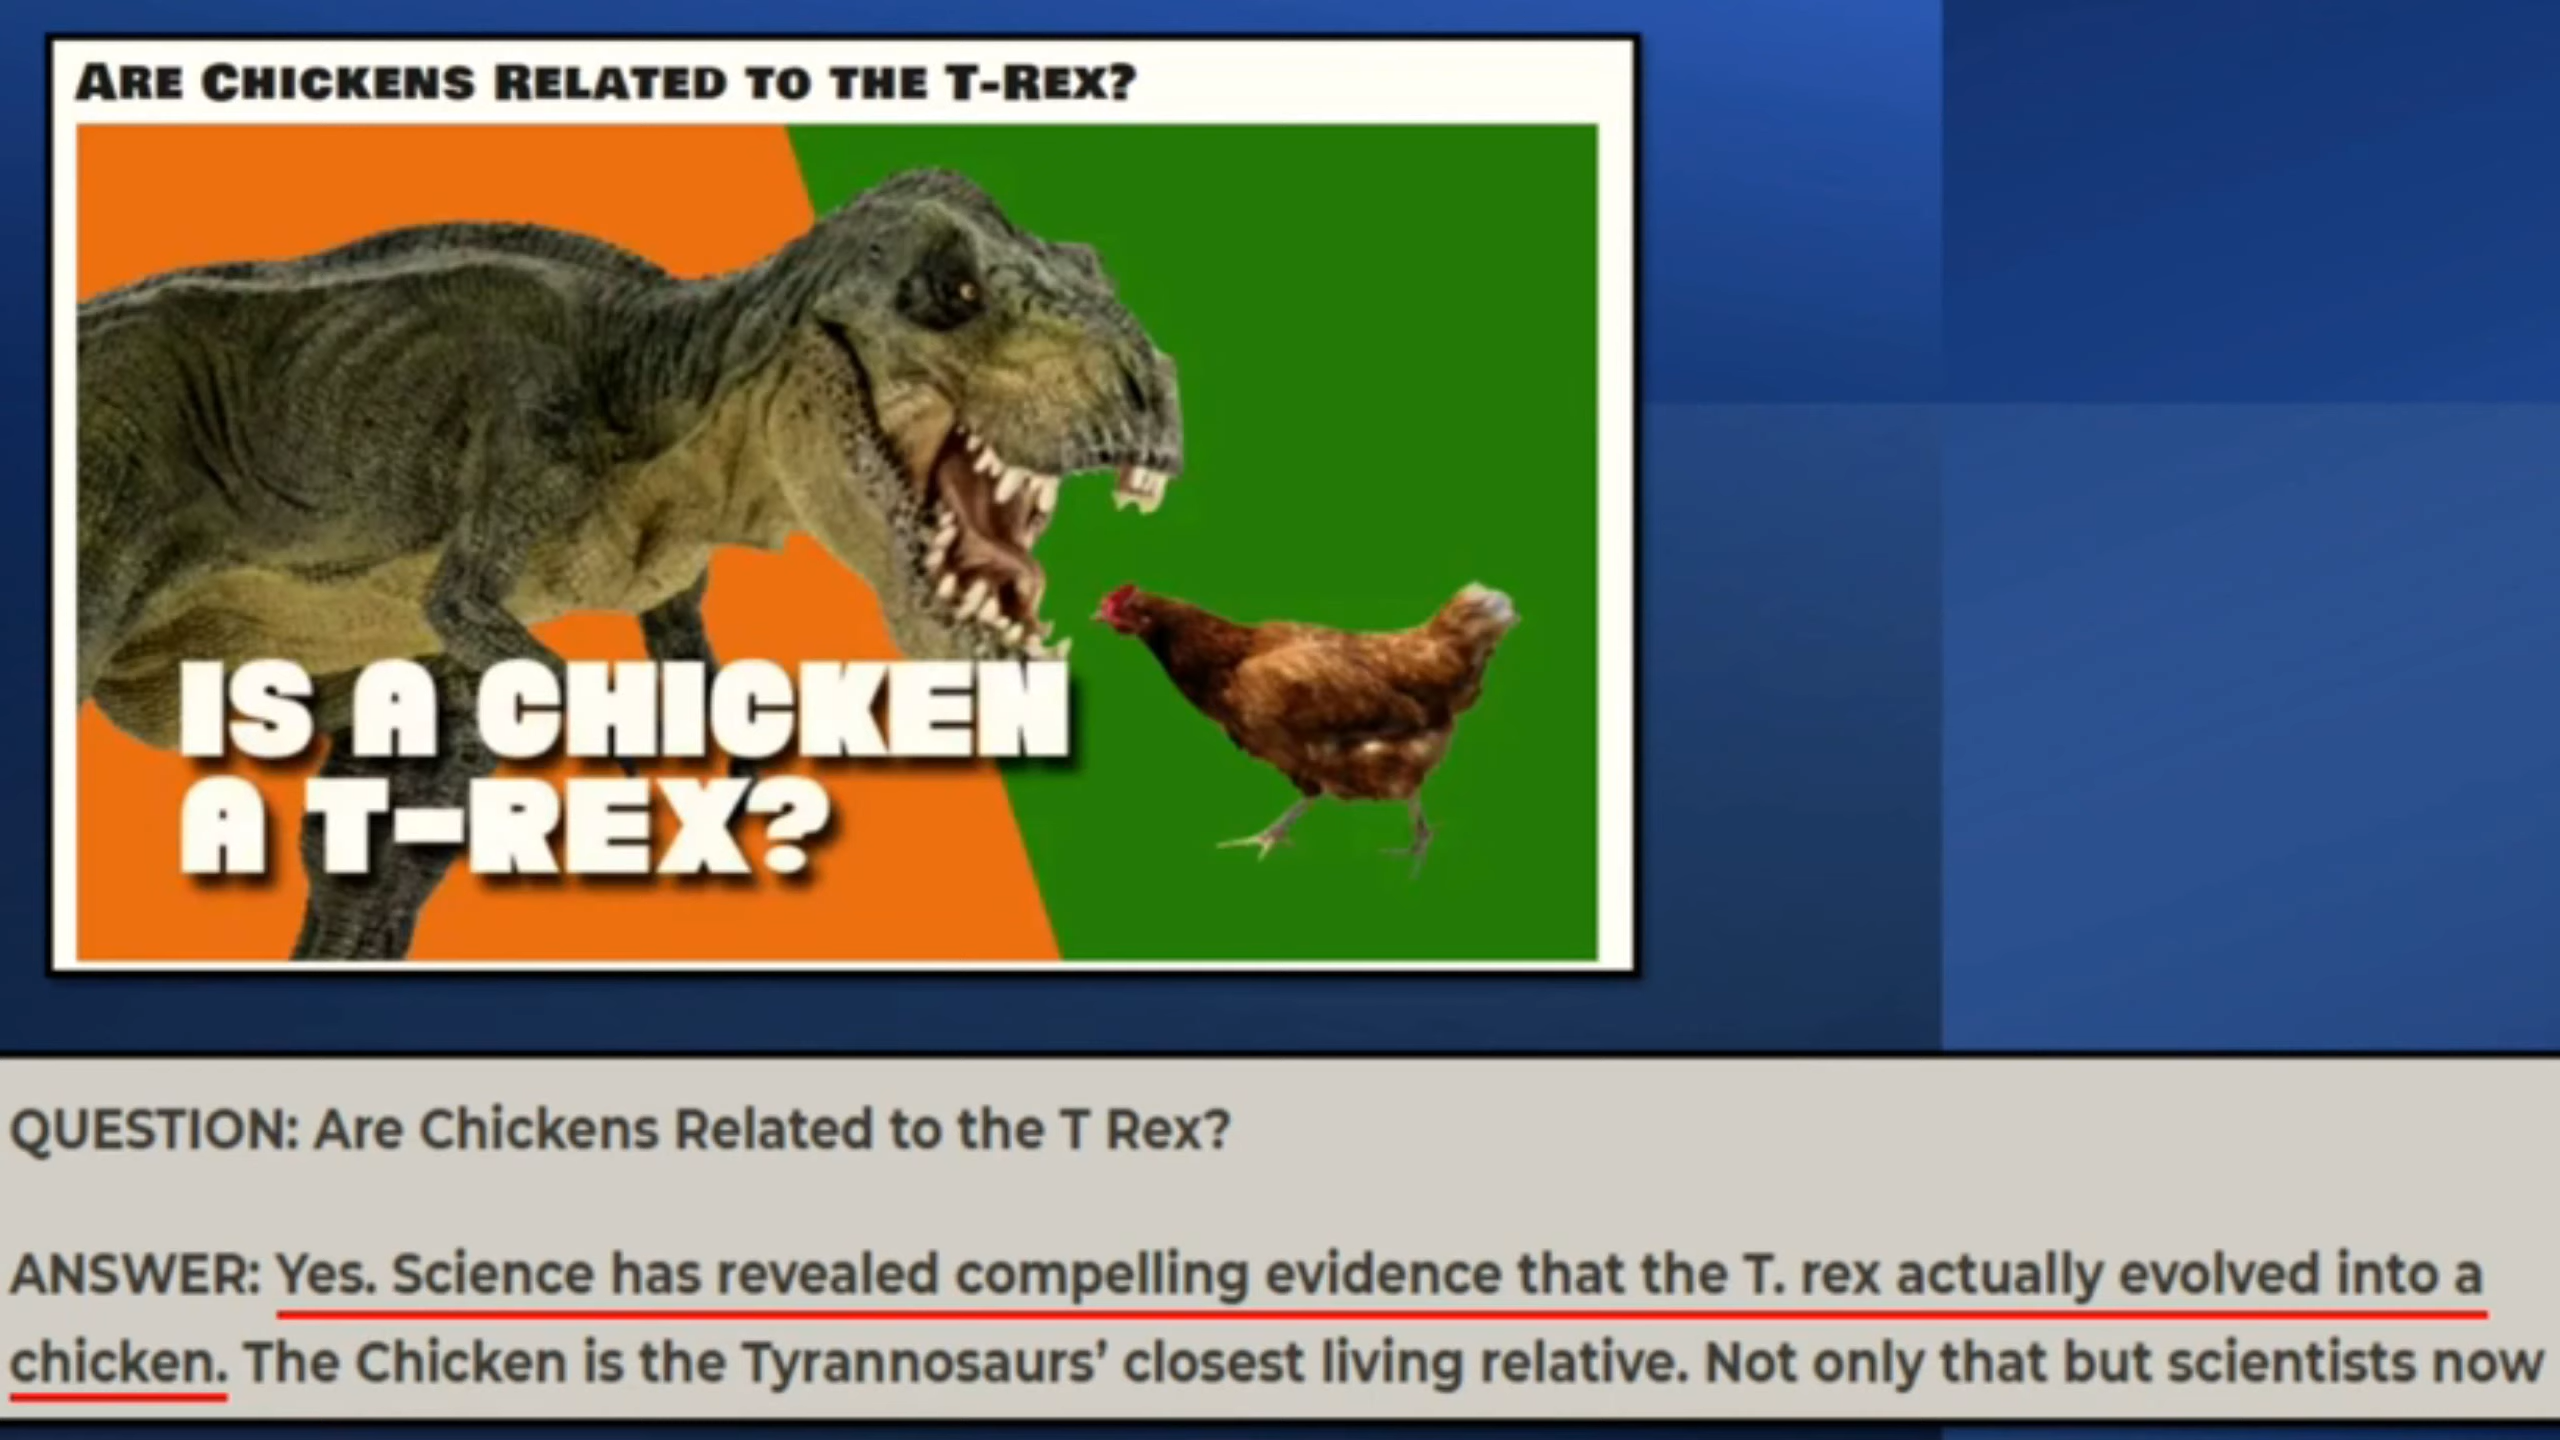 ARE CHICKENS RELATED TO THE T-REX?
IS A CHICKEN
A T-REX?
QUESTION: Are Chickens Related to the T Rex?
ANSWER: Yes. Science has revealed compelling evidence that the T. rex actually evolved into a
chicken. The Chicken is the Tyrannosaurs’ closest living relative. Not only that but scientists now